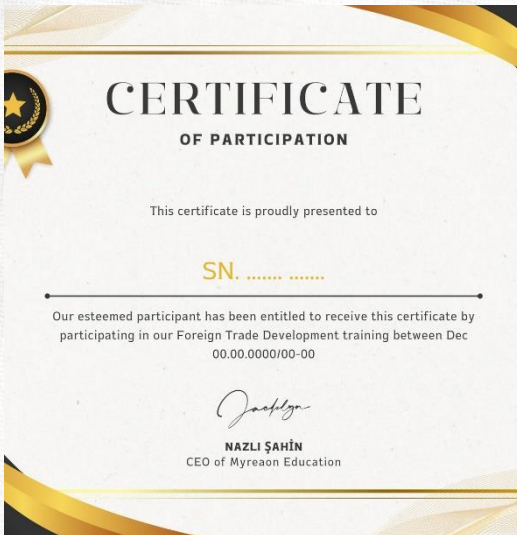 CERTIFICATE
OF PARTICIPATION
This certificate is proudly presented to
SN. ....... .......
Our esteemed participant has been entitled to receive this certificate by
participating in our Foreign Trade Development training between Dec
00.00.0000/00-00
NAZLI ŞAHİN
CEO of Myreaon Education